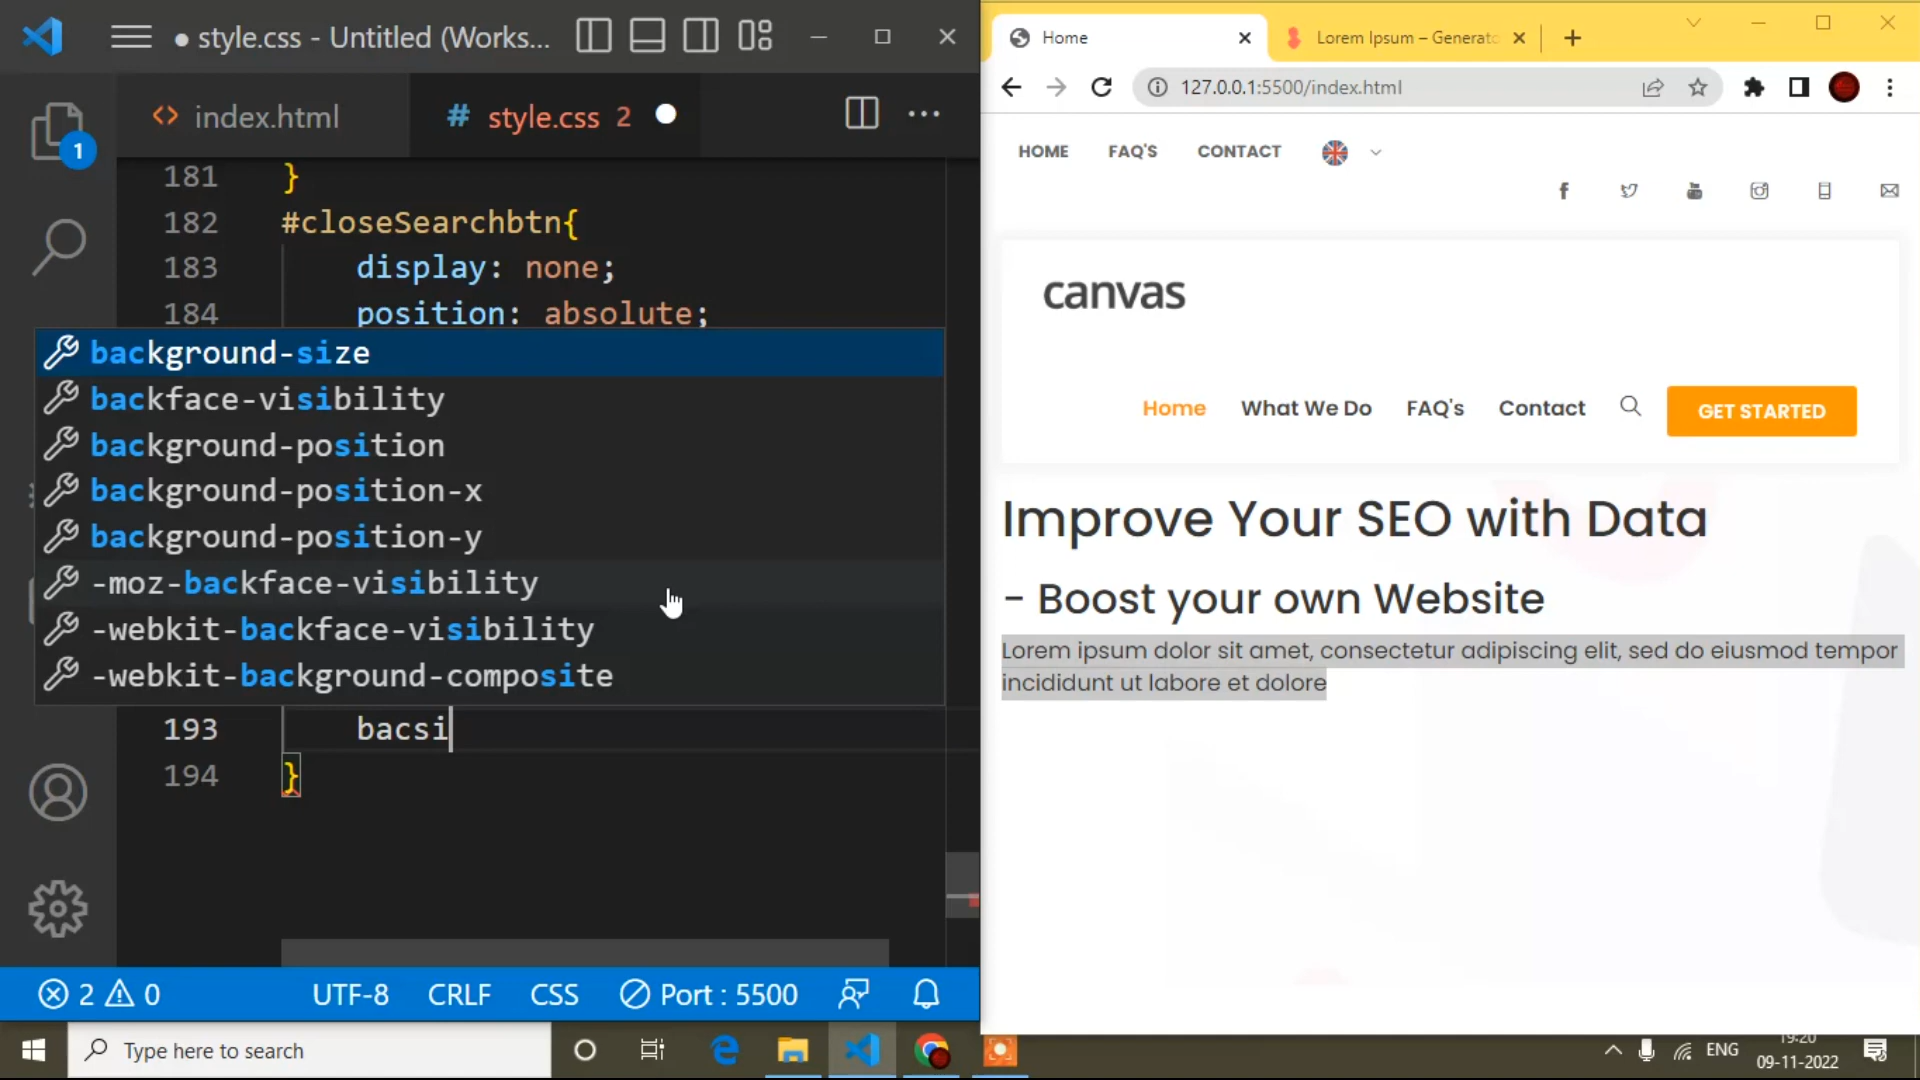 style.css - Untitled (Works...
index.html
style.css 2
1
181 }
182 #closeSearchbtn{
183 display: none;
184 position: absolute;
background-size
backface-visibility
background-position
background-position-x
background-position-y
-moz-backface-visibility
-webkit-backface-visibility
-webkit-background-composite
193 bacsi
194 }
2 0 UTF-8 CRLF CSS Port : 5500
Home
Lorem Ipsum – Generato
127.0.0.1:5500/index.html
HOME FAQ'S CONTACT
canvas
Home What We Do FAQ's Contact GET STARTED
Improve Your SEO with Data
- Boost your own Website
Lorem ipsum dolor sit amet, consectetur adipiscing elit, sed do eiusmod tempor
incididunt ut labore et dolore
Type here to search
ENG
19:20
09-11-2022